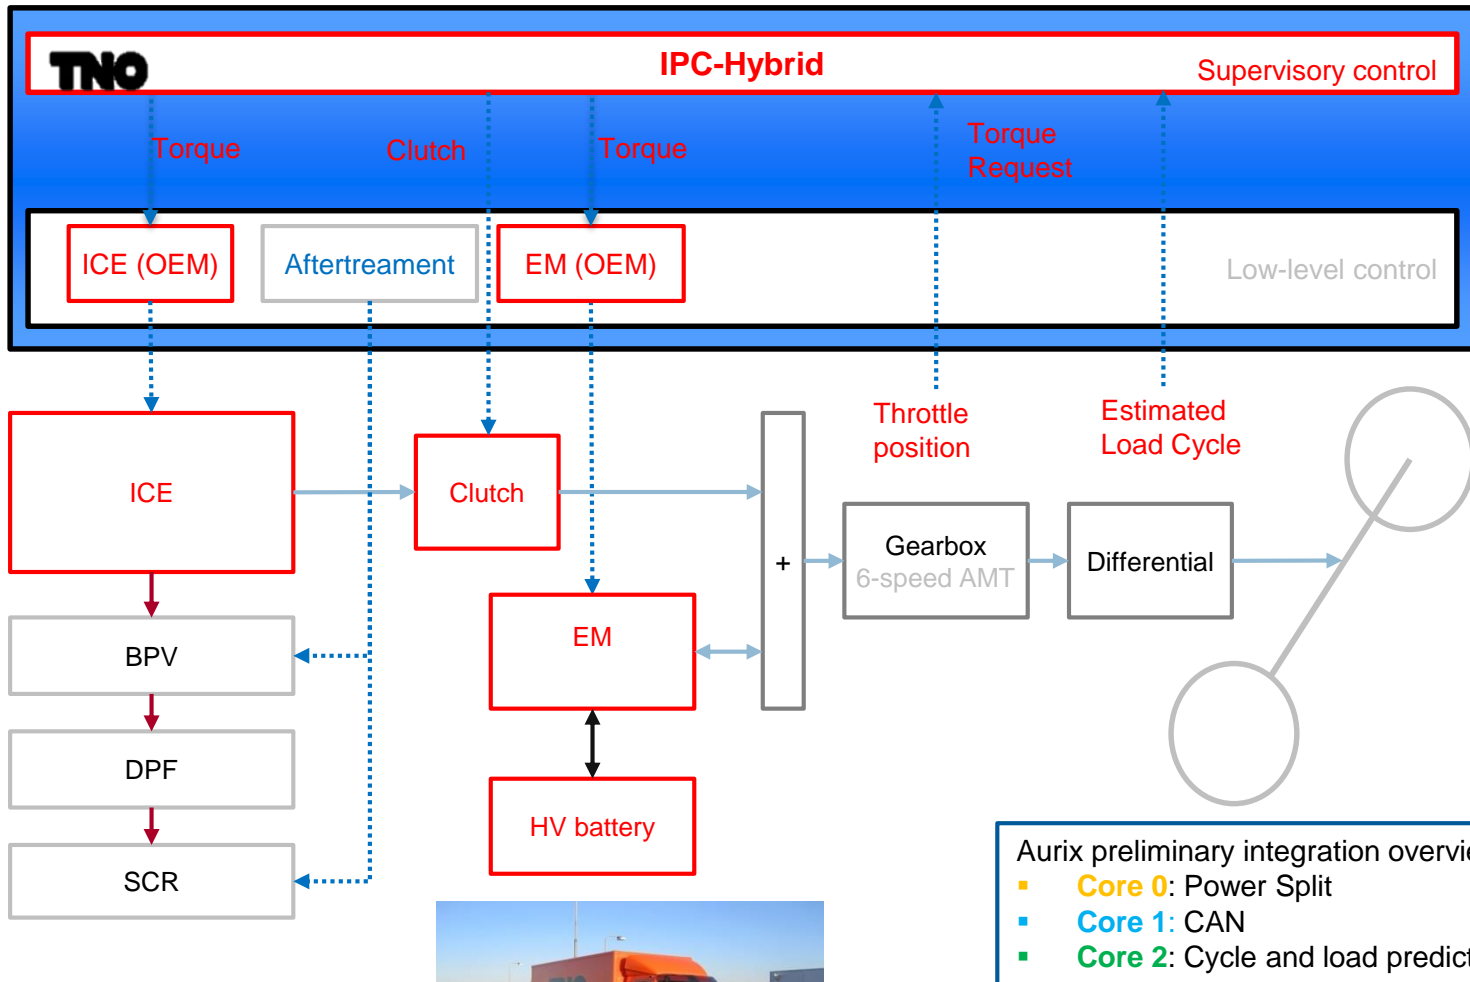 TNO
IPC-Hybrid
Supervisory control
Torque
Clutch
Torque
Torque
Request
ICE (OEM)
Aftertreament
EM (OEM)
Low-level control
Throttle
position
Estimated
Load Cycle
ICE
Clutch
+
Gearbox
6-speed AMT
Differential
BPV
EM
DPF
HV battery
SCR
Aurix preliminary integration overvie
Core 0: Power Split
Core 1: CAN
Core 2: Cycle and load predict